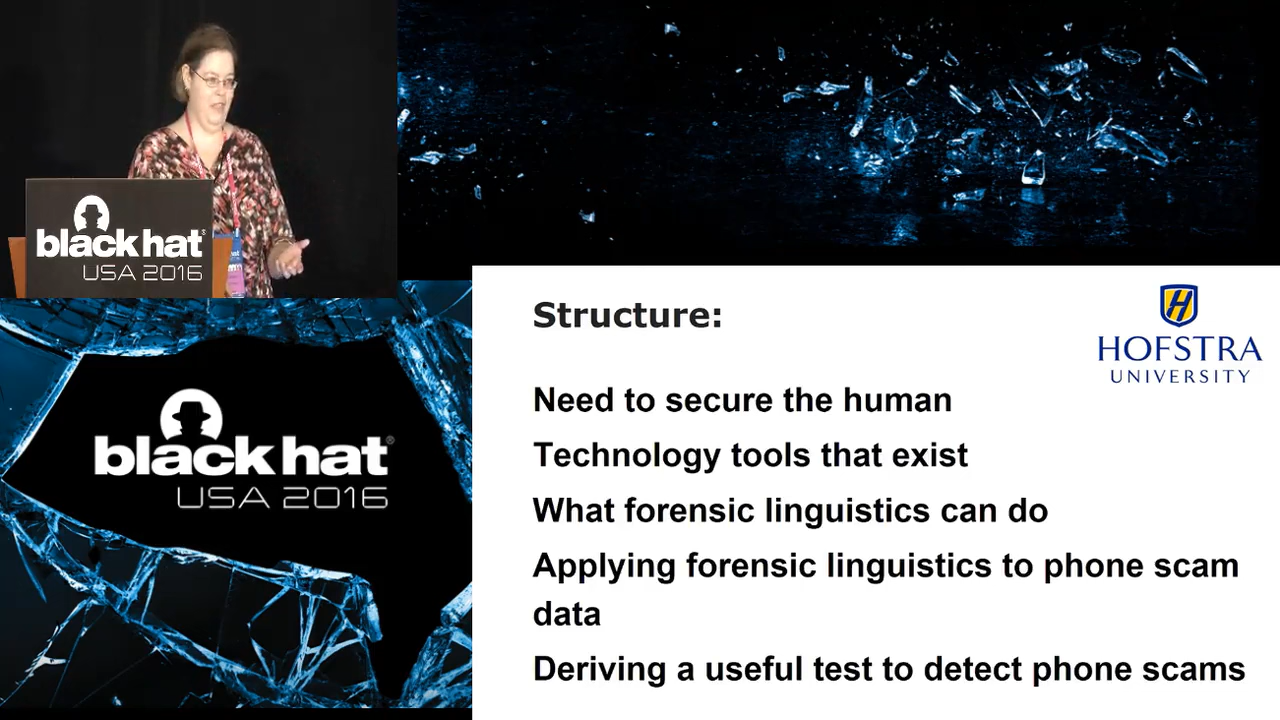 black hat®
USA 2016
black hat®
USA 2016
Structure:
HOFSTRA
UNIVERSITY
Need to secure the human
Technology tools that exist
What forensic linguistics can do
Applying forensic linguistics to phone scam
data
Deriving a useful test to detect phone scams